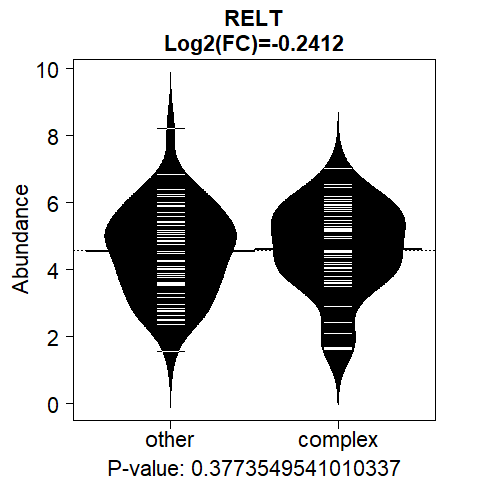 RELT
Log2(FC)=-0.2412
Abundance
10
8
6
4
2
0
other complex
P-value: 0.3773549541010337